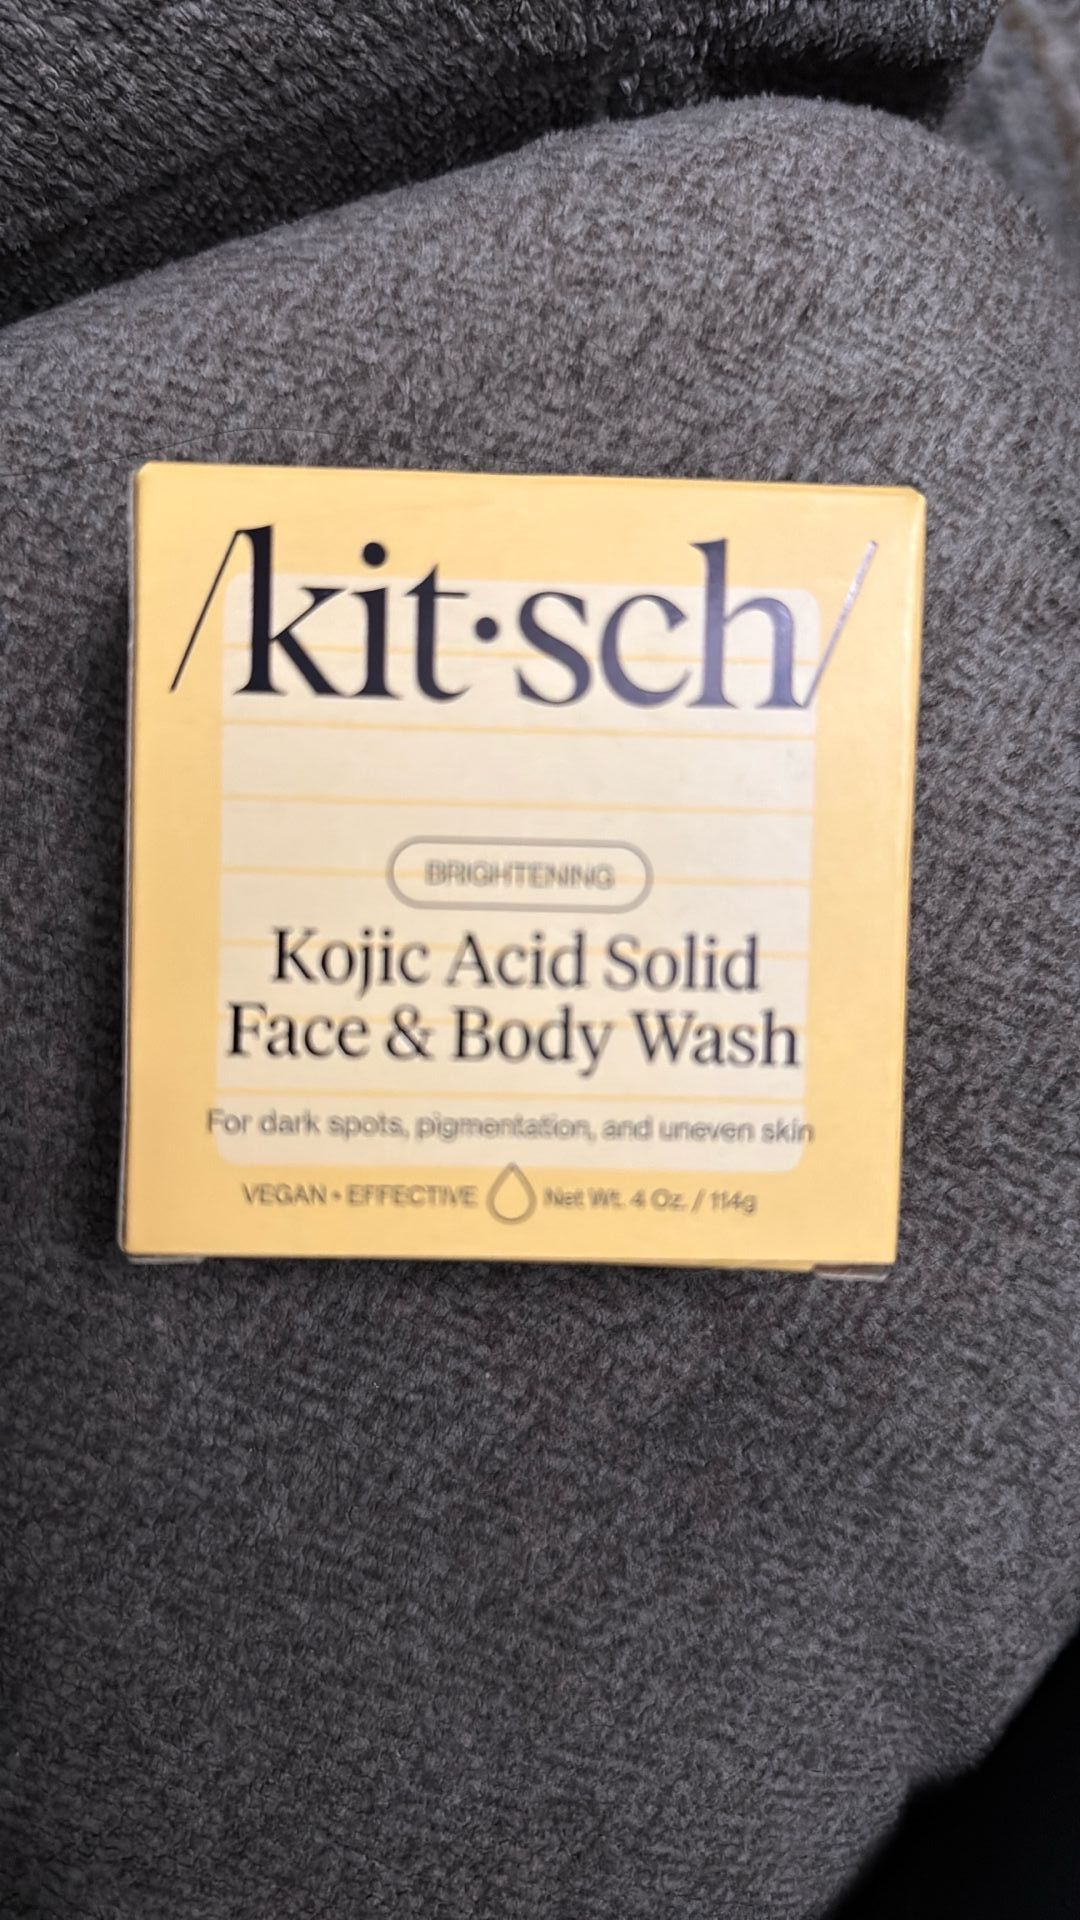 /kit•sch/
BRIGHTENING
Kojic Acid Solid
Face & Body Wash
For dark spots, pigmentation, and uneven skin
VEGAN • EFFECTIVE Net Wt. 4 Oz. / 114g